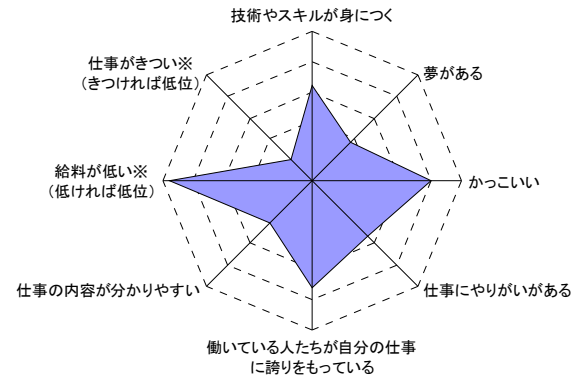 技術やスキルが身につく
夢がある
かっこいい
仕事にやりがいがある
働いている人たちが自分の仕事
に誇りをもっている
仕事の内容が分かりやすい
給料が低い※
（低ければ低位）
仕事がきつい※
（きつければ低位）